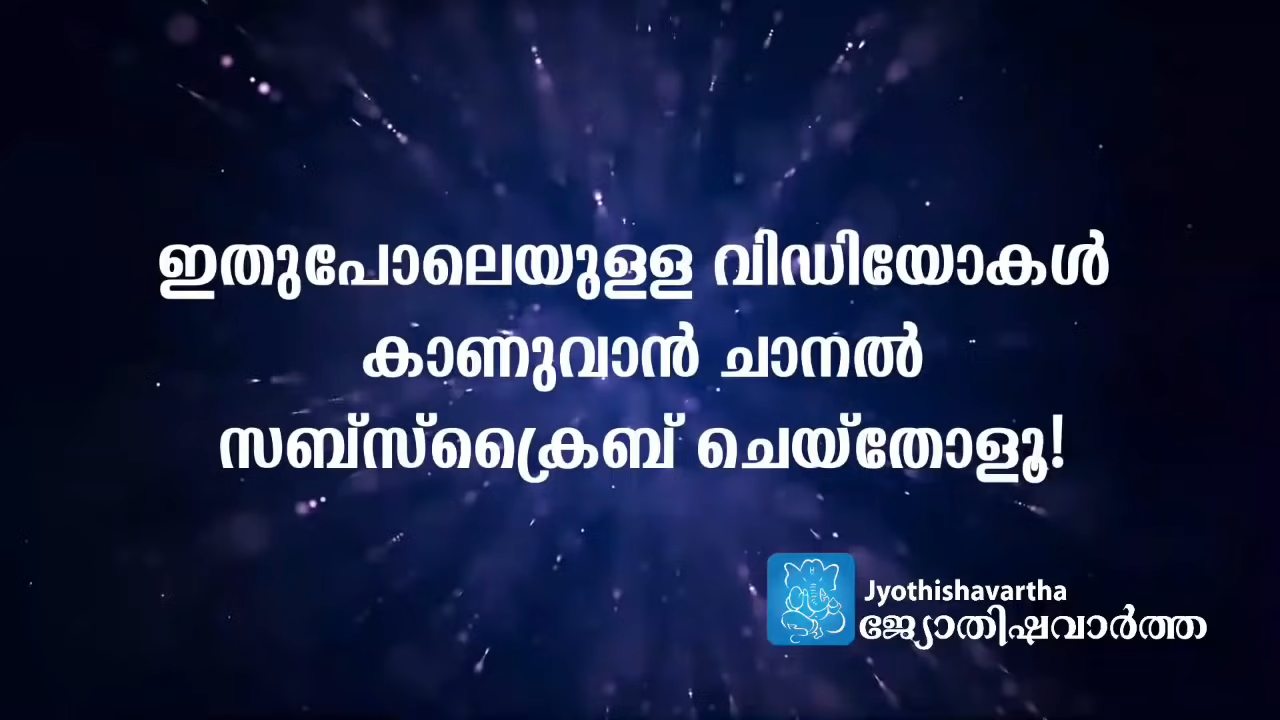 ഇതുപോലെയുള്ള വിഡിയോകൾ
കാണുവാൻ ചാനൽ
സബ്സ്ക്രൈബ് ചെയ്തോളൂ!
Jyothishavartha
ജ്യോതിഷവാർത്ത